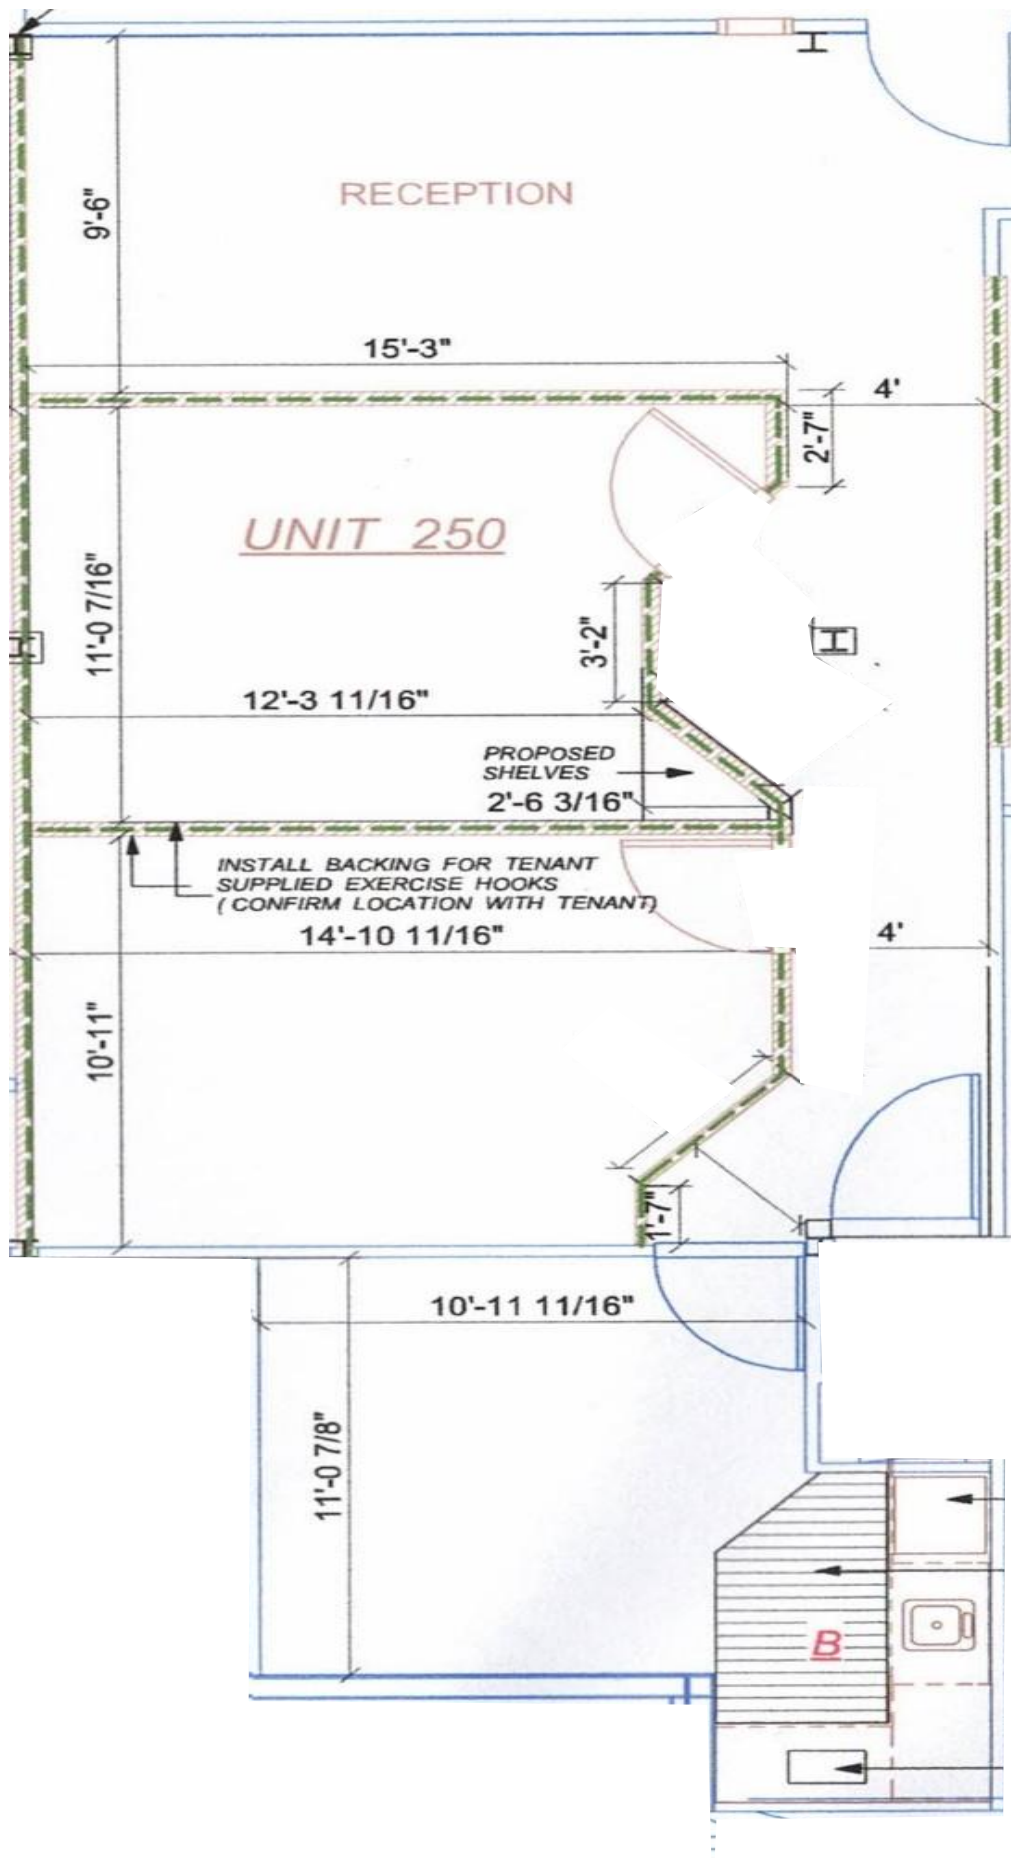 9'-6"
RECEPTION
15'-3"
4'
2'-7"
UNIT 250
11'-0 7/16"
3'-2"
12'-3 11/16"
PROPOSED
SHELVES
2'-6 3/16"
INSTALL BACKING FOR TENANT
SUPPLIED EXERCISE HOOKS
( CONFIRM LOCATION WITH TENANT)
14'-10 11/16"
4'
10'-11"
1'-7"
10'-11 11/16"
11'-0 7/8"
B